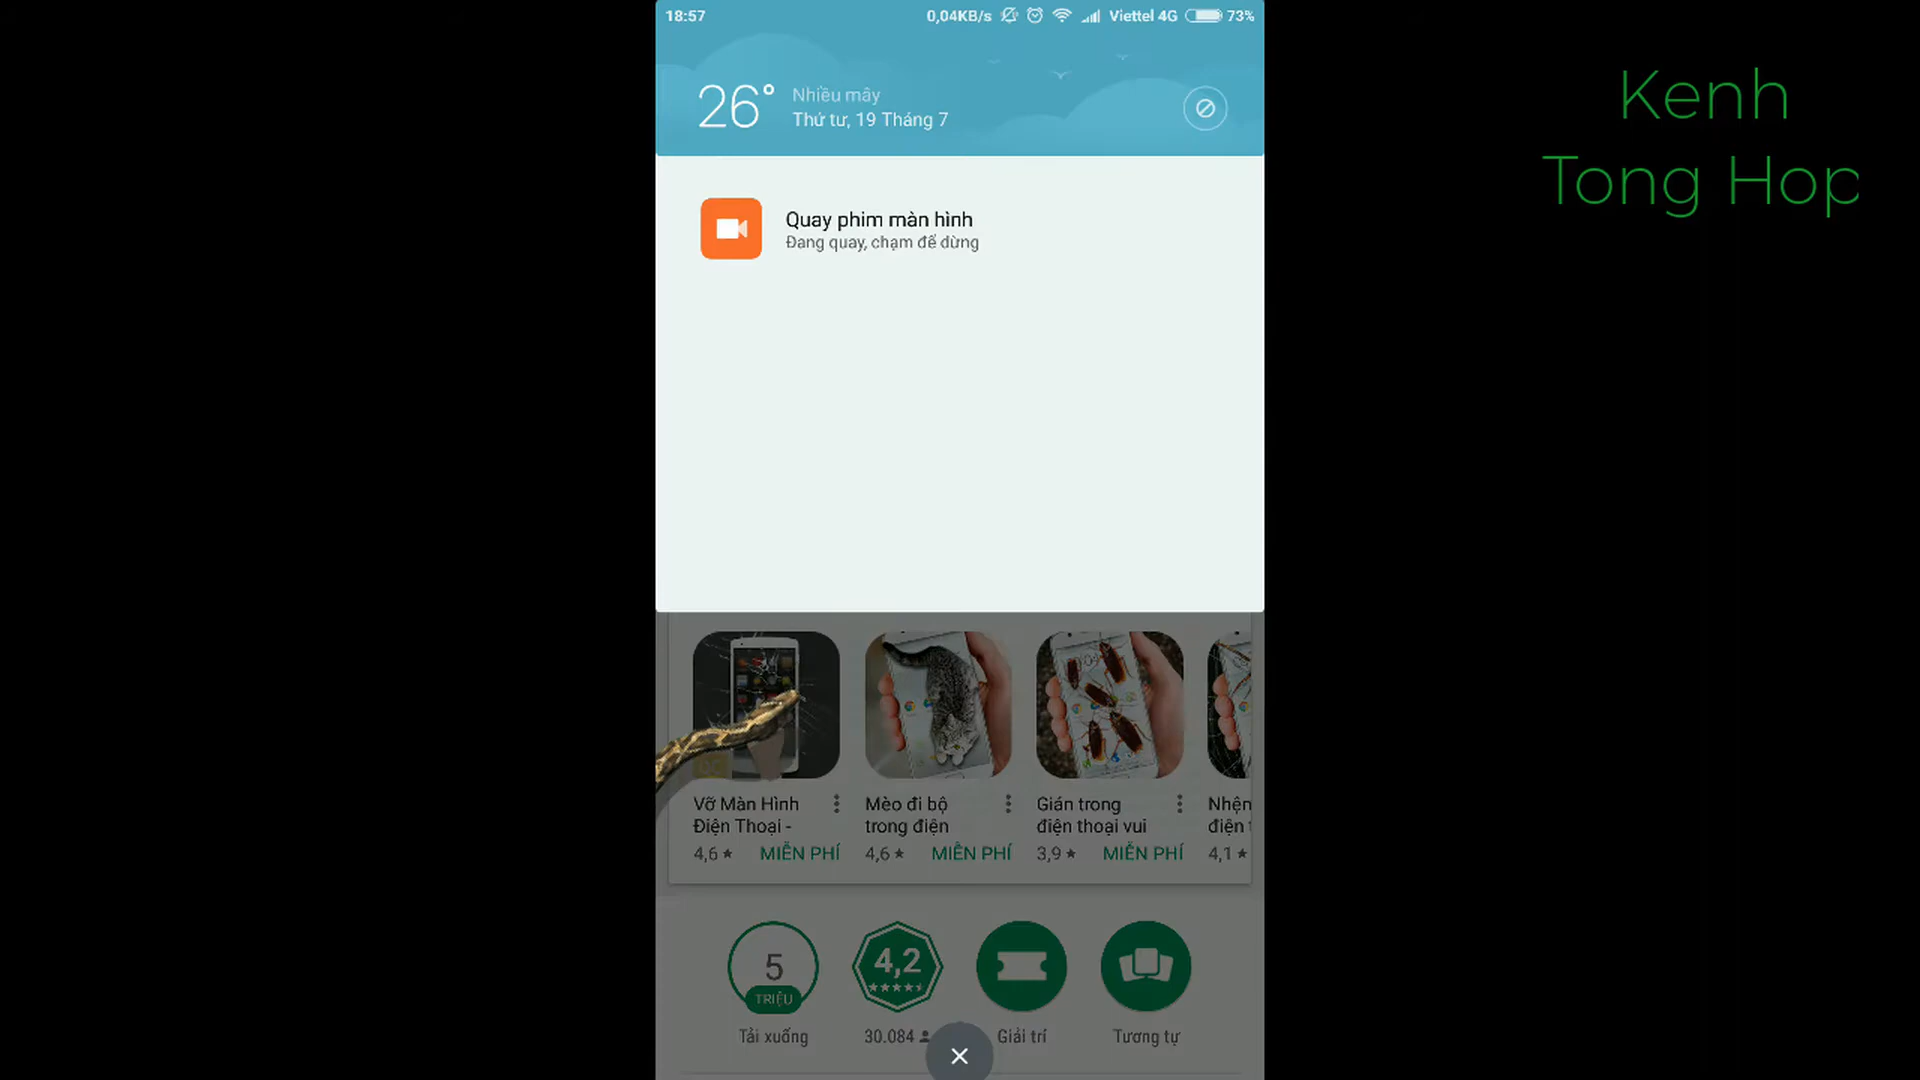 18:57
0,04KB/s Viettel 4G 73%
Kenh
Tong Hop
26°
Nhiều mây
Thứ tư, 19 Tháng 7
Quay phim màn hình
Đang quay, chạm để dừng
Vỡ Màn Hình
Điện Thoại -
4,6 ★ MIỄN PHÍ
Mèo đi bộ
trong điện
4,6 ★ MIỄN PHÍ
Gián trong
điện thoại vui
3,9 ★ MIỄN PHÍ
Nhện
điện
4,1 ★
5
TRIỆU
Tải xuống
4,2
30.084
Giải trí
Tương tự